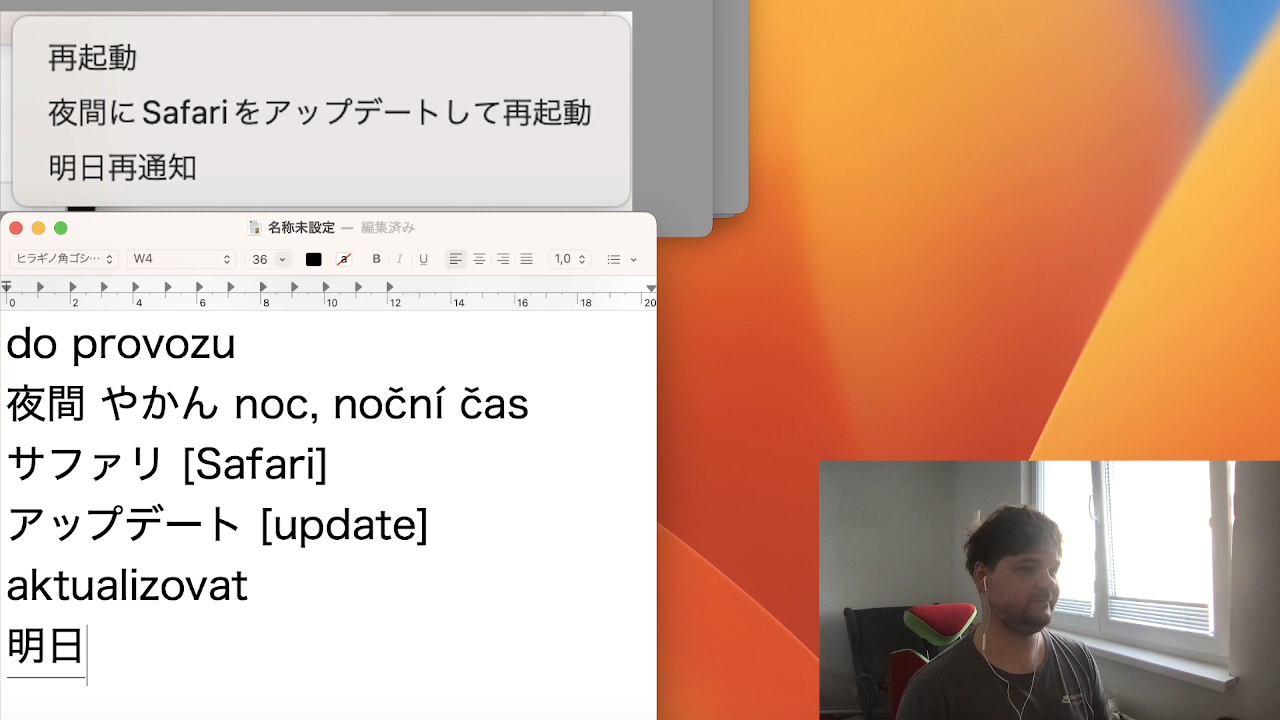 再起動
夜間にSafariをアップデートして再起動
明日再通知
名称未設定 — 編集済み
ヒラギノ角ゴシ… W4 36 a B I U 1,0
0 2 4 6 8 10 12 14 16 18 20
do provozu
夜間 やかん noc, noční čas
サファリ [Safari]
アップデート [update]
aktualizovat
明日